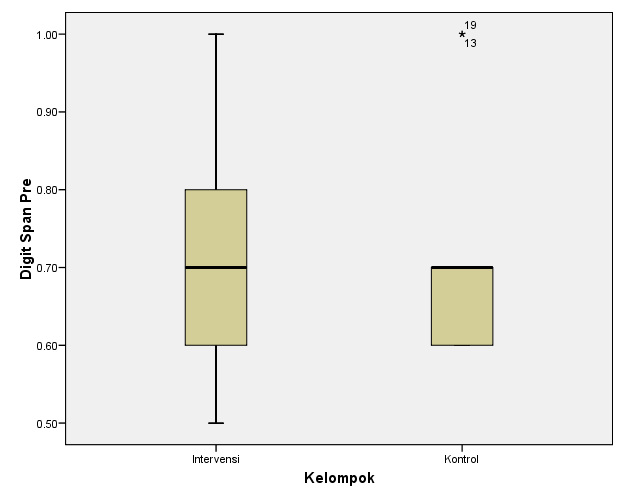 Digit Span Pre
1.00
0.90
0.80
0.70
0.60
0.50
19
13
Intervensi
Kontrol
Kelompok